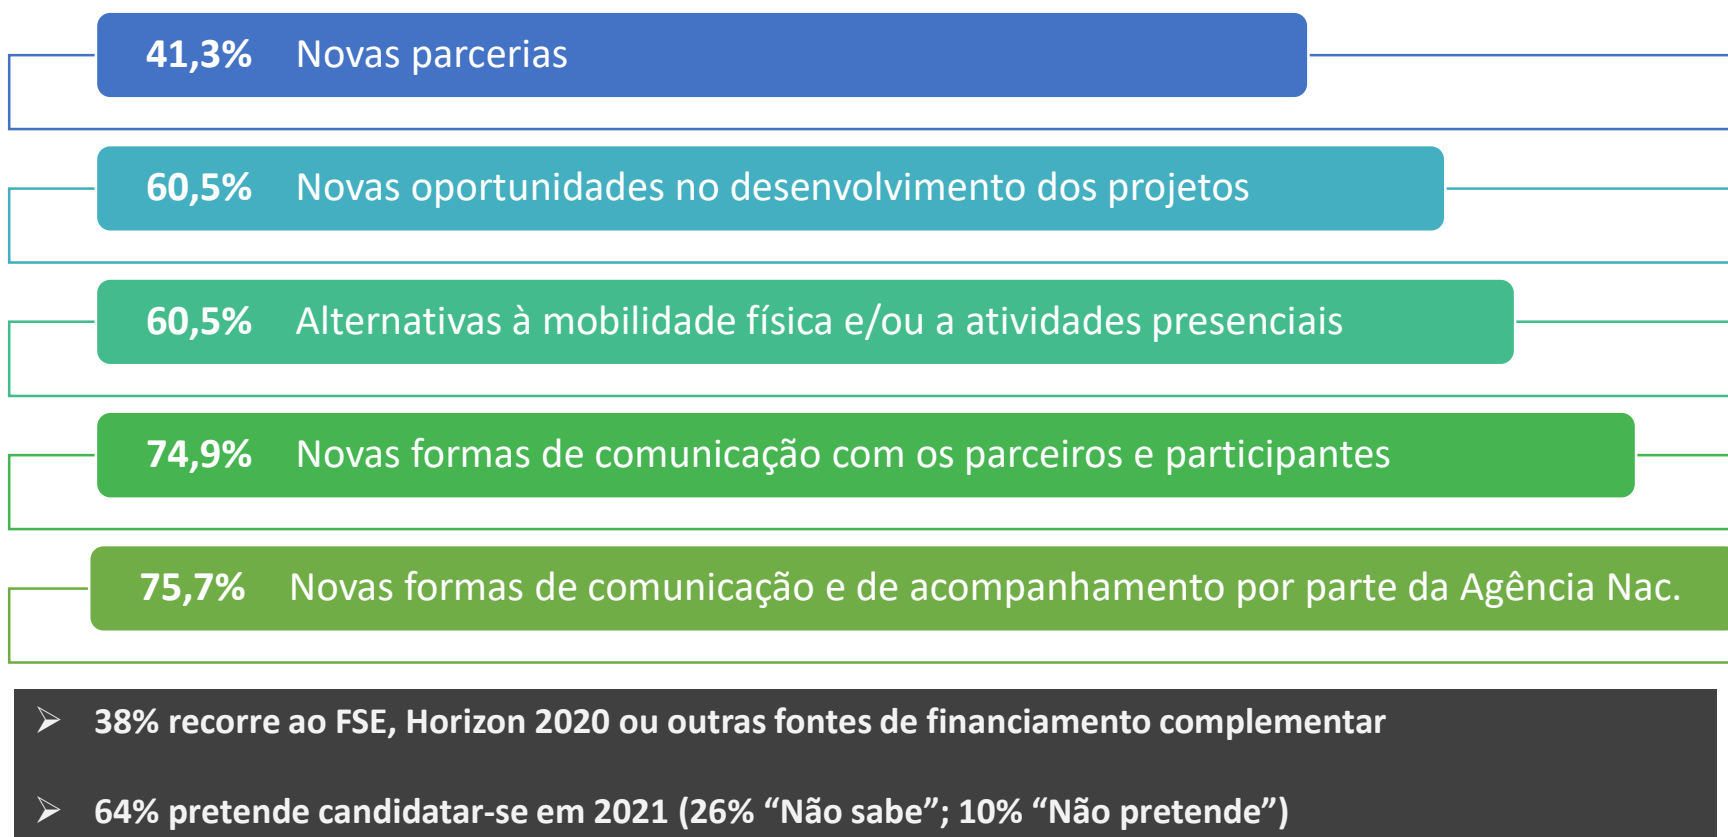 41,3% Novas parcerias
60,5% Novas oportunidades no desenvolvimento dos projetos
60,5% Alternativas à mobilidade física e/ou a atividades presenciais
74,9% Novas formas de comunicação com os parceiros e participantes
75,7% Novas formas de comunicação e de acompanhamento por parte da Agência Nac.
➢ 38% recorre ao FSE, Horizon 2020 ou outras fontes de financiamento complementar
➢ 64% pretende candidatar-se em 2021 (26% “Não sabe”; 10% “Não pretende”)